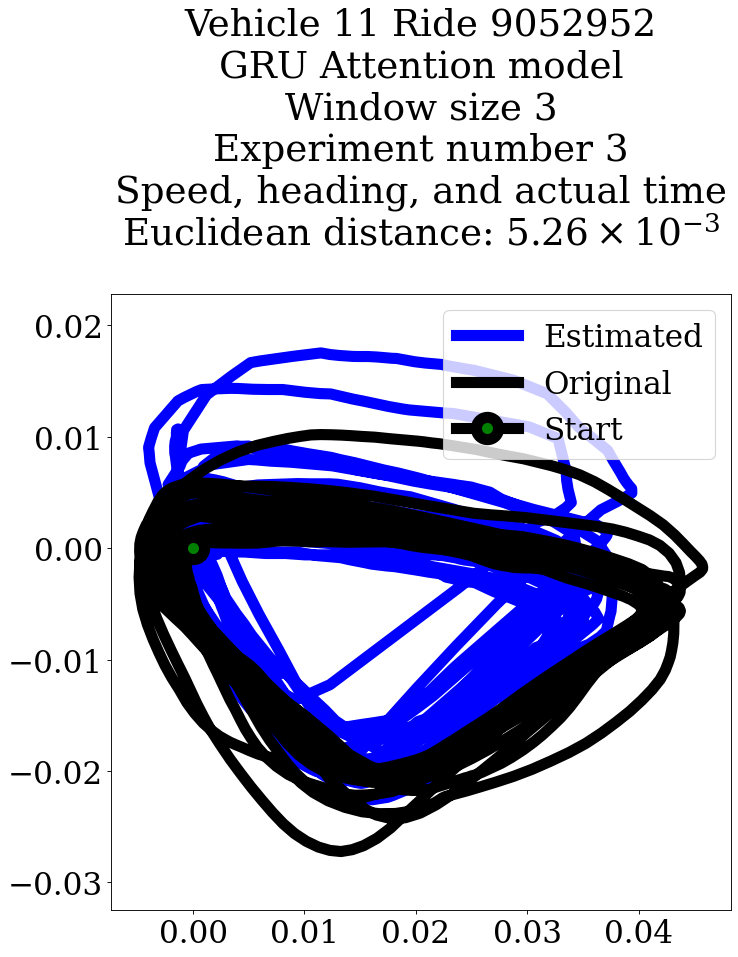 Vehicle 11 Ride 9052952
GRU Attention model
Window size 3
Experiment number 3
Speed, heading, and actual time
Euclidean distance: 5.26 × 10⁻³
Estimated
Original
Start
0.02
0.01
0.00
−0.01
−0.02
−0.03
0.00 0.01 0.02 0.03 0.04